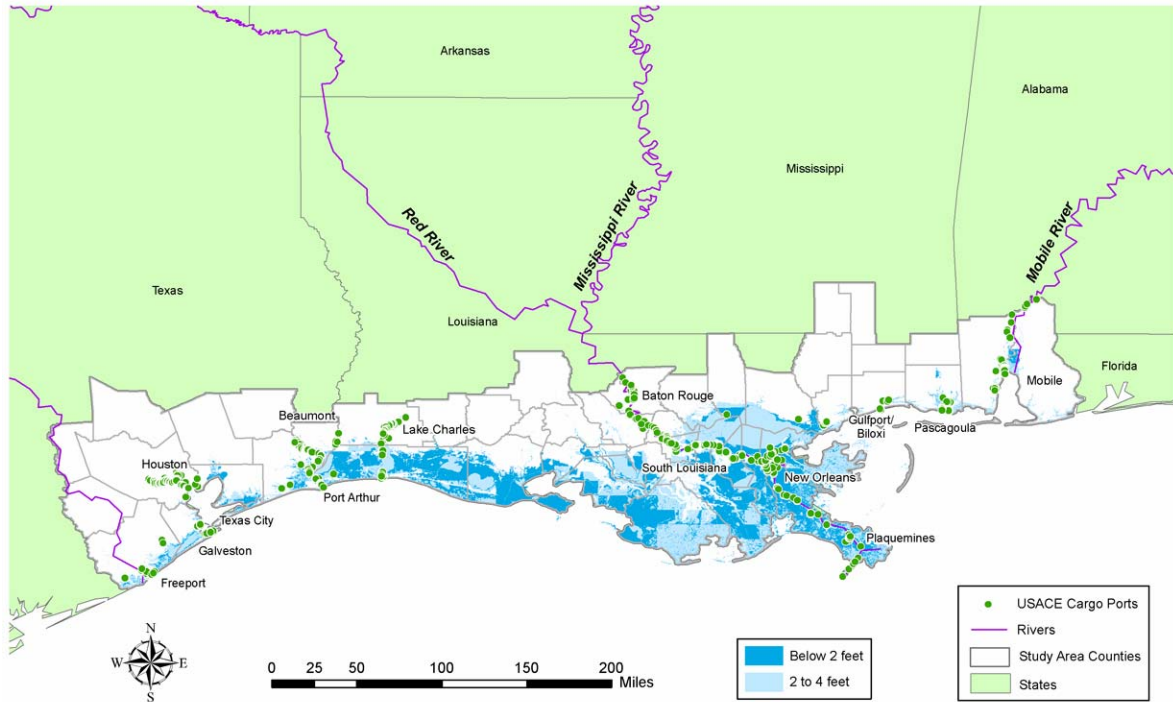 Arkansas
Alabama
Mississippi
Texas
Red River
Mississippi River
Mobile River
Louisiana
Florida
Mobile
Baton Rouge
Beaumont
Lake Charles
Gulfport/
Biloxi
Pascagoula
Houston
South Louisiana
New Orleans
Port Arthur
Texas City
Galveston
Plaquemines
Freeport
N
W E
S
0 25 50 100 150 200
Miles
Below 2 feet
2 to 4 feet
USACE Cargo Ports
Rivers
Study Area Counties
States